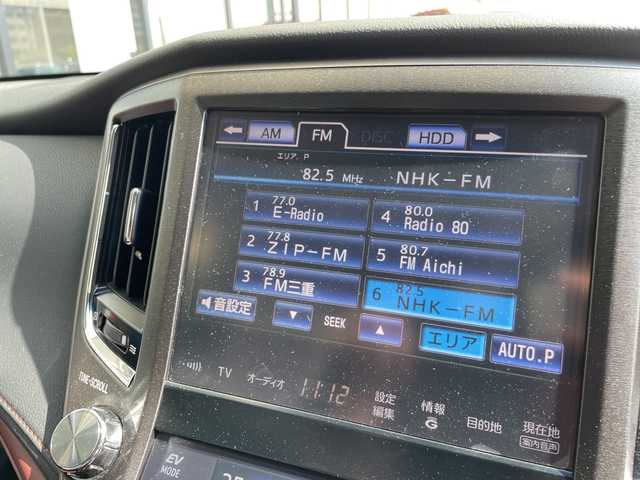 AM FM DISC HDD
エリア. P
82.5 MHz NHK-FM
1 77.0 E-Radio
2 77.8 ZIP-FM
3 78.9 FM三重
4 80.0 Radio 80
5 80.7 FM Aichi
6 82.5 NHK-FM
音設定 SEEK エリア AUTO.P
TV オーディオ 11:12 設定編集 情報 G 目的地 現在地 案内音声
TUNE•SCROLL
EV
MODE